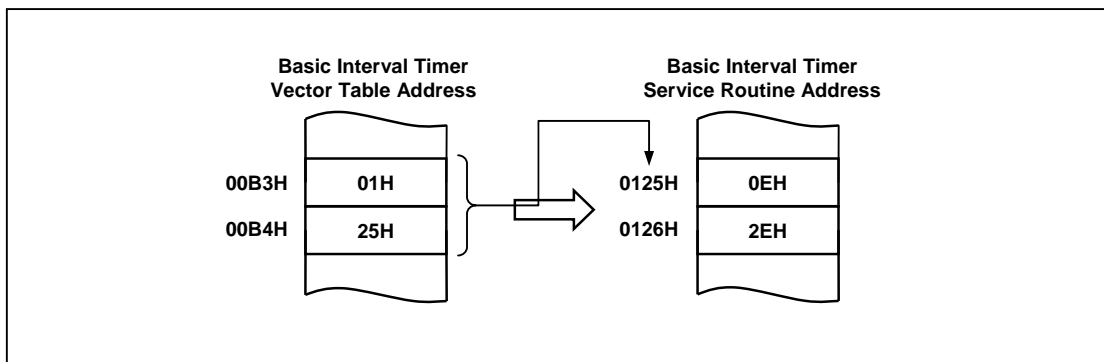 Basic Interval Timer
Vector Table Address
Basic Interval Timer
Service Routine Address
00B3H 01H 0125H 0EH
00B4H 25H 0126H 2EH